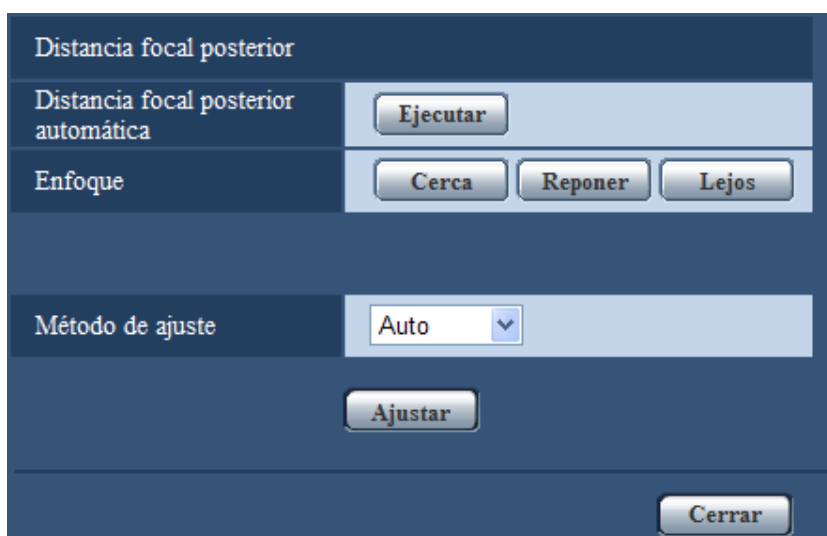 Distancia focal posterior
Distancia focal posterior
automática
Ejecutar
Enfoque
Cerca
Reponer
Lejos
Método de ajuste
Auto
Ajustar
Cerrar